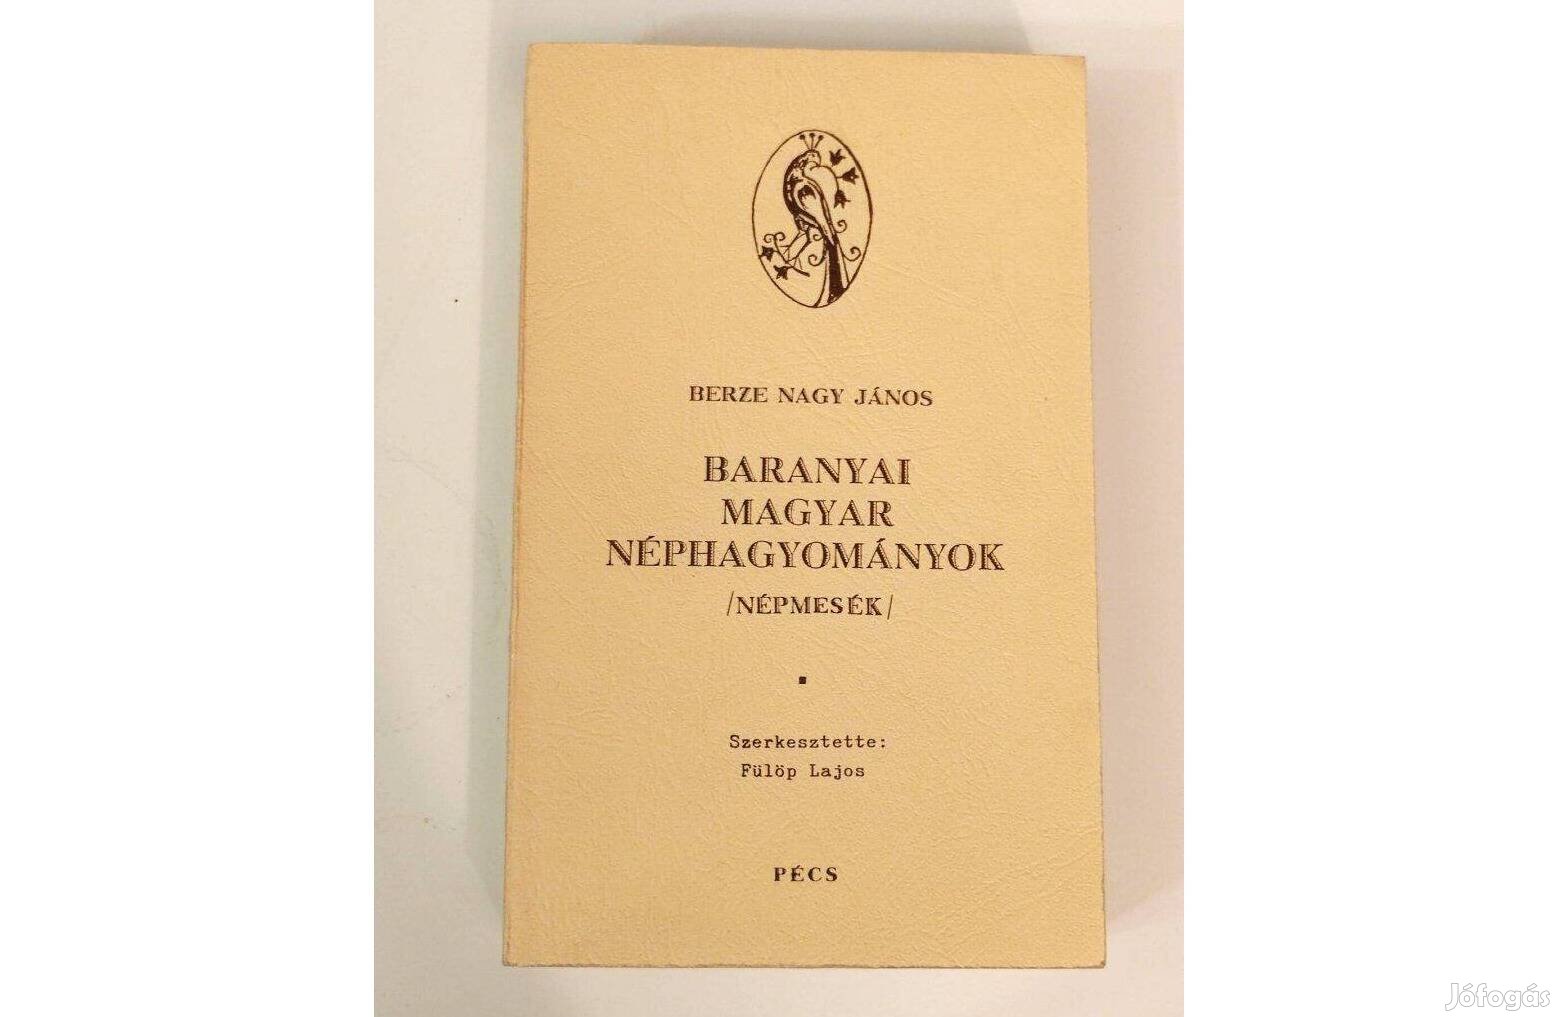 BERZE NAGY JÁNOS
BARANYAI
MAGYAR
NÉPHAGYOMÁNYOK
/NÉPMESÉK/
Szerkesztette:
Fülöp Lajos
PÉCS
Jófogás